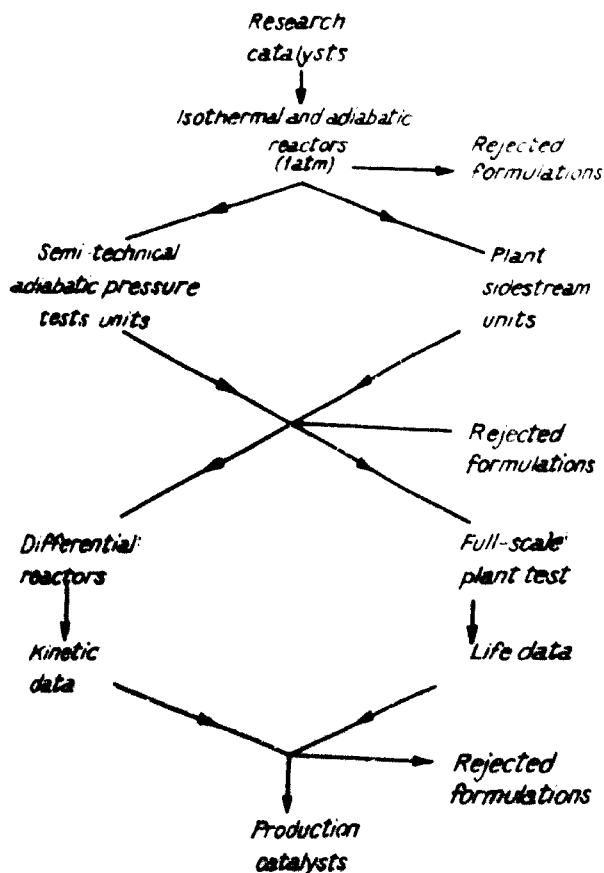 Research
catalysts
Isothermal and adiabatic
reactors
(1atm)
Rejected
formulations
Semi-technical
adiabatic pressure
tests units
Plant
sidestream
units
Rejected
formulations
Differential
reactors
Full-scale
plant test
Kinetic
data
Life data
Rejected
formulations
Production
catalysts